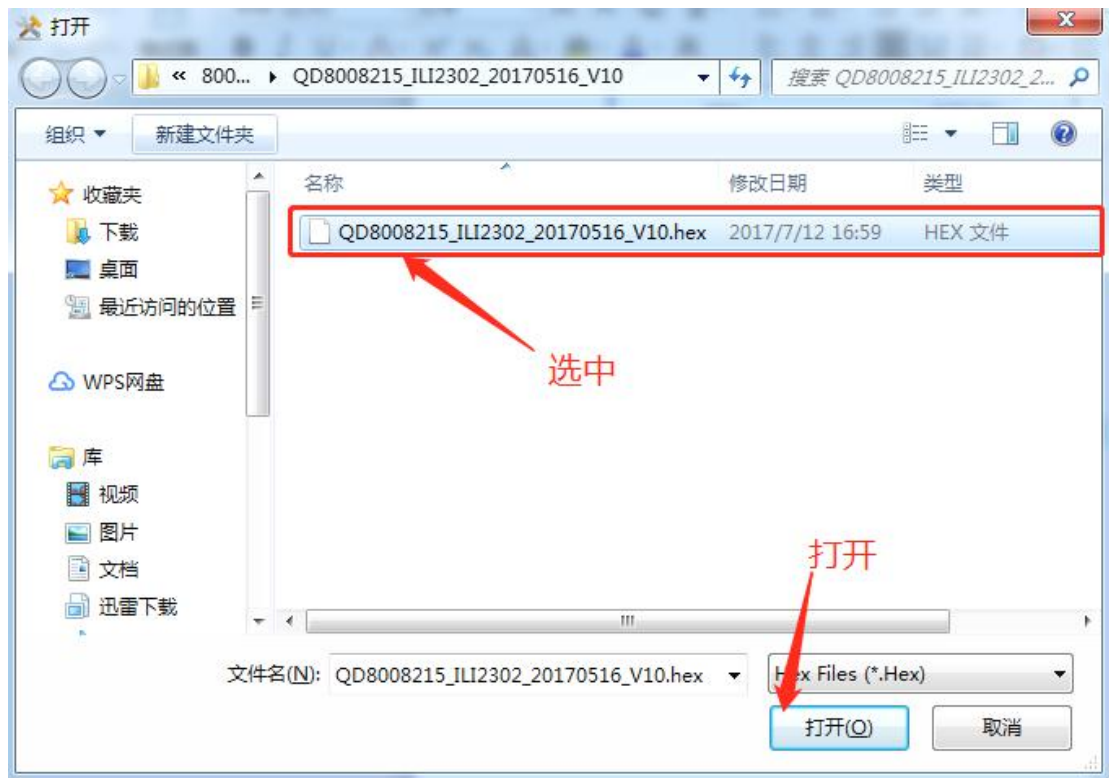 打开
« 800... ▸ QD8008215_ILI2302_20170516_V10
搜索 QD8008215_ILI2302_2...
组织
新建文件夹
收藏夹
下载
桌面
最近访问的位置
WPS网盘
库
视频
图片
文档
迅雷下载
名称 修改日期 类型
QD8008215_ILI2302_20170516_V10.hex 2017/7/12 16:59 HEX 文件
选中
打开
文件名(N): QD8008215_ILI2302_20170516_V10.hex
Hex Files (*.Hex)
打开(O)
取消